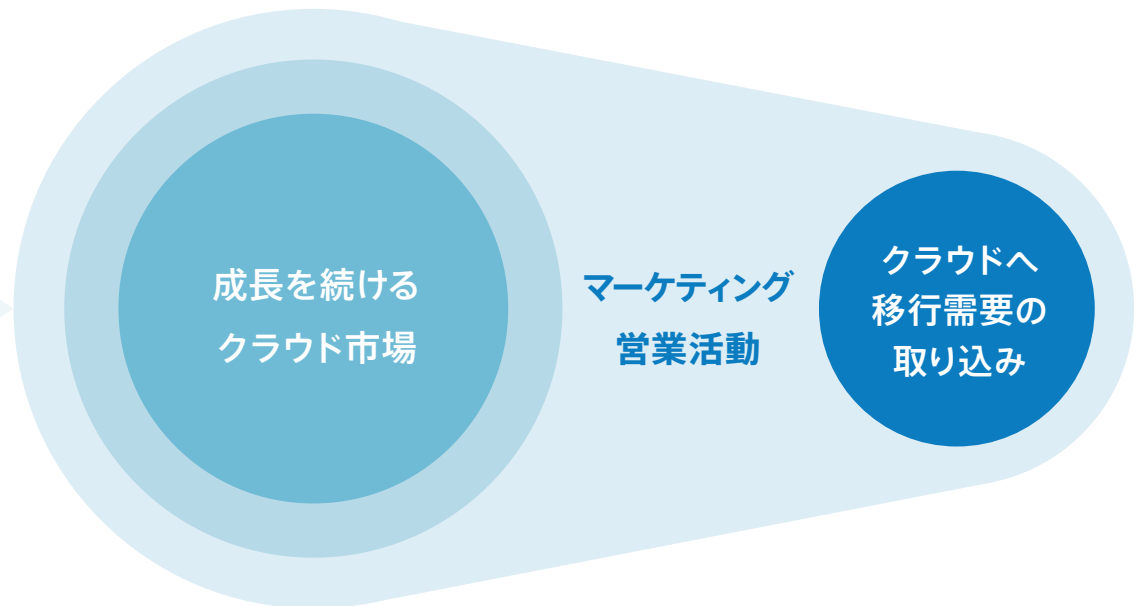 成長を続ける
クラウド市場
マーケティング
営業活動
クラウドへ
移行需要の
取り込み